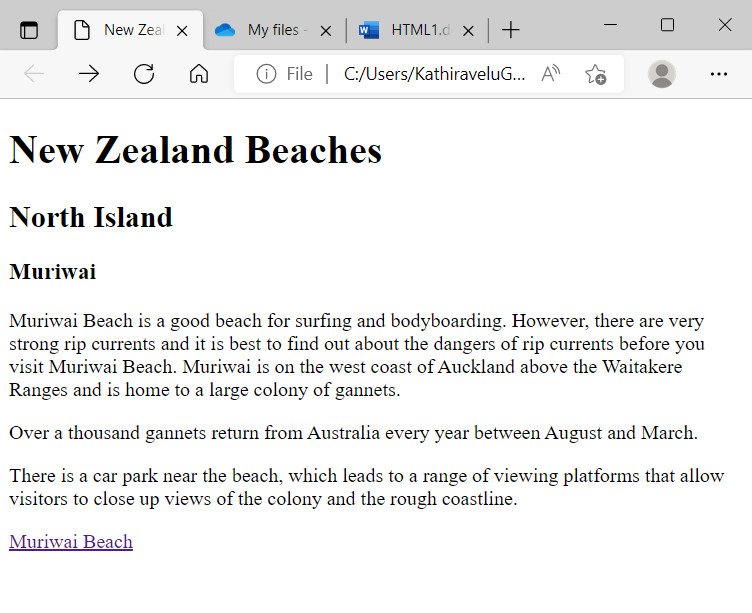 New Zeal
My files -
HTML1.d
File
C:/Users/KathiraveluG...
New Zealand Beaches
North Island
Muriwai
Muriwai Beach is a good beach for surfing and bodyboarding. However, there are very
strong rip currents and it is best to find out about the dangers of rip currents before you
visit Muriwai Beach. Muriwai is on the west coast of Auckland above the Waitakere
Ranges and is home to a large colony of gannets.
Over a thousand gannets return from Australia every year between August and March.
There is a car park near the beach, which leads to a range of viewing platforms that allow
visitors to close up views of the colony and the rough coastline.
Muriwai Beach